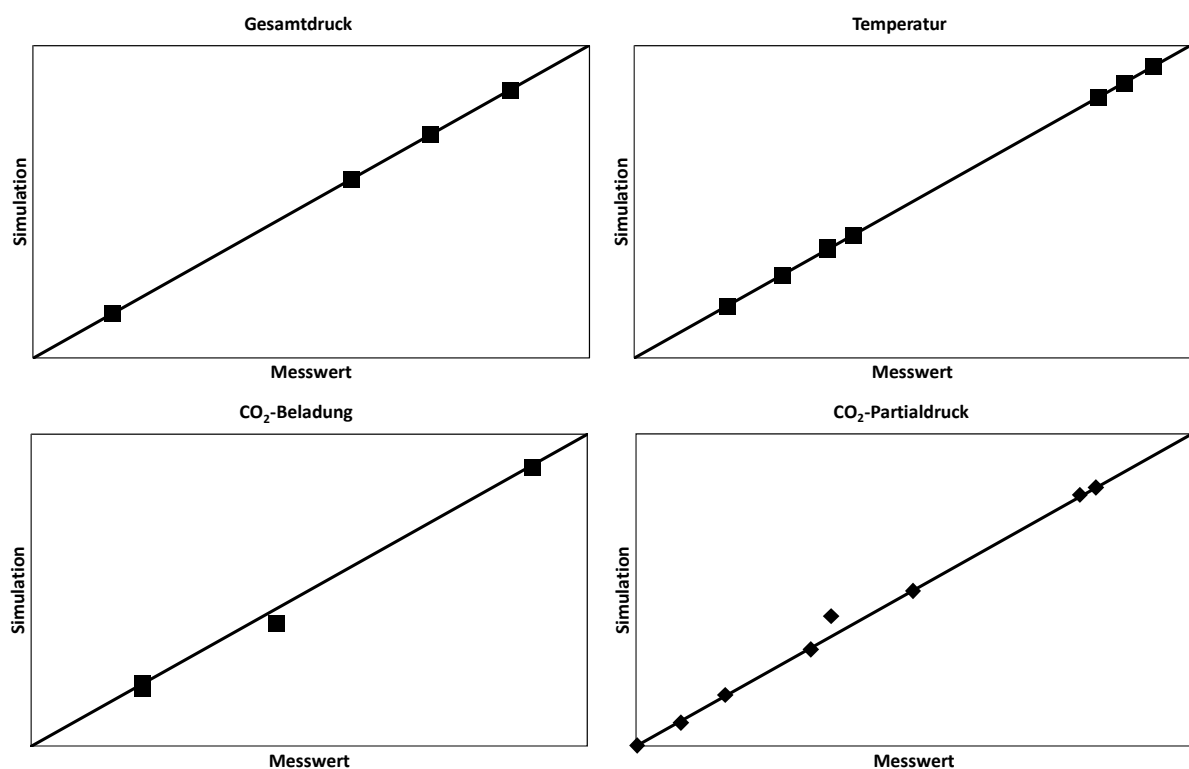 Gesamtdruck
Simulation
Messwert
Temperatur
Simulation
Messwert
CO₂-Beladung
Simulation
Messwert
CO₂-Partialdruck
Simulation
Messwert